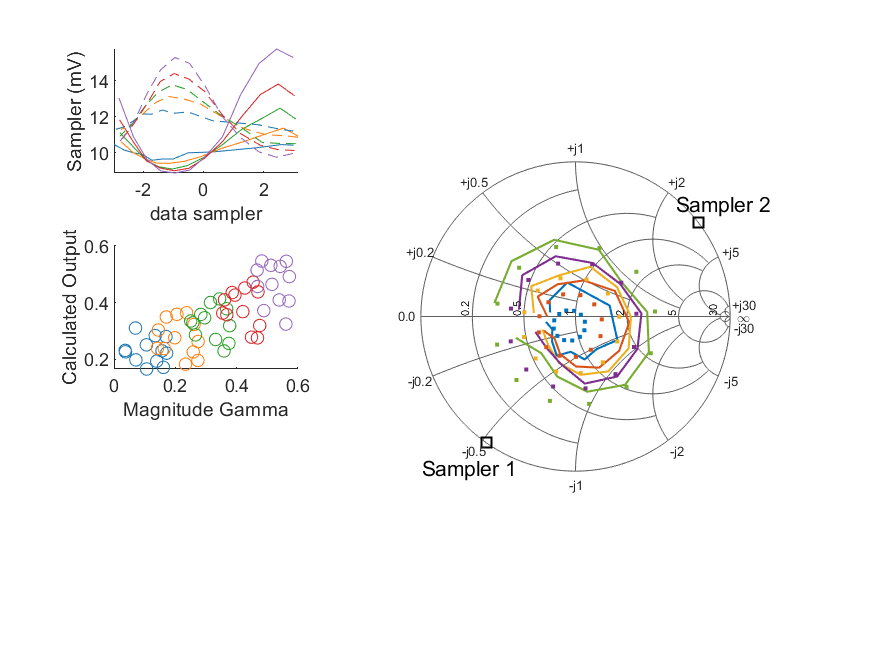 Sampler (mV)
14
12
10
-2
0
2
data sampler
Calculated Output
0.6
0.4
0.2
0
0.2
0.4
0.6
Magnitude Gamma
+j1
+j0.5
+j2
Sampler 2
+j0.2
+j5
0.0
0.2
0.5
1
2
5
30
+j30
∞
-j30
-j0.2
-j5
-j0.5
-j2
Sampler 1
-j1